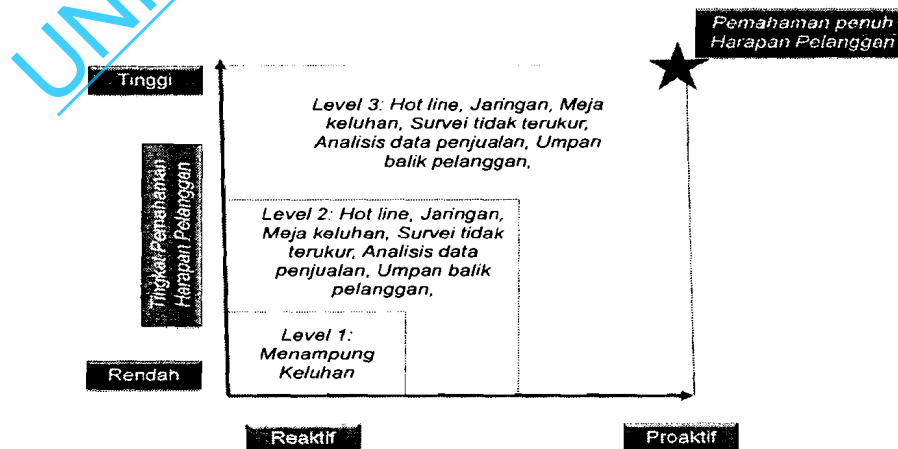 UNI
Pemahaman penuh
Harapan Pelanggan
Tinggi
Level 3: Hot line, Jaringan, Meja
keluhan, Survei tidak terukur,
Analisis data penjualan, Umpan
balik pelanggan,
Tingkat Pemahaman
Harapan Pelanggan
Level 2: Hot line, Jaringan,
Meja keluhan, Survei tidak
terukur, Analisis data
penjualan, Umpan balik
pelanggan,
Level 1:
Menampung
Keluhan
Rendah
Reaktif
Proaktif